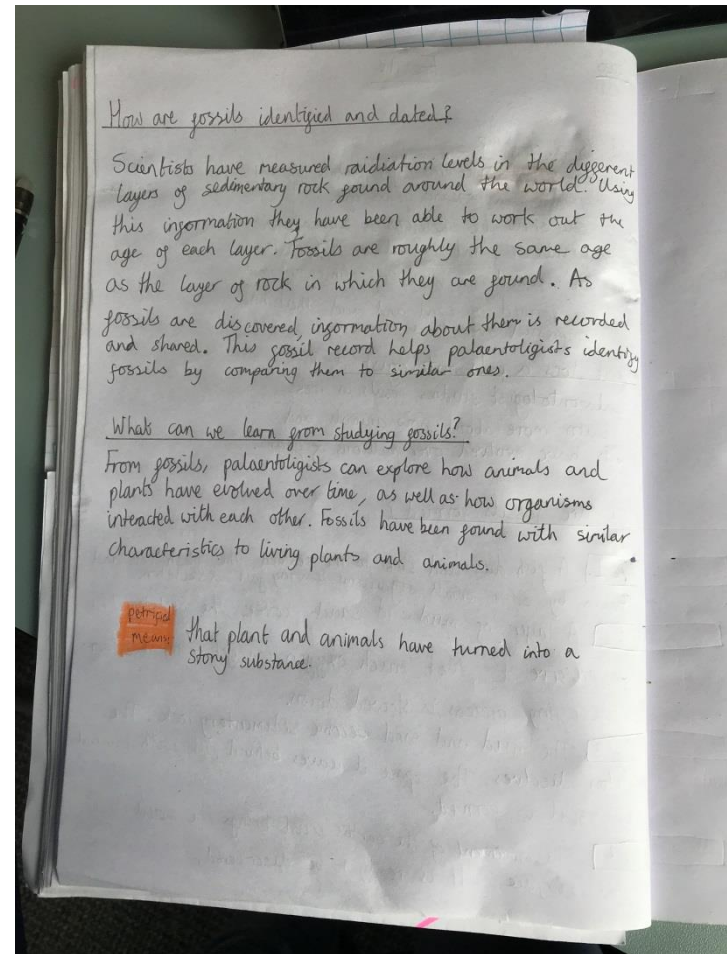 How are fossils identified and dated?
Scientists have measured raidiation levels in the different
layers of sedimentary rock found around the world. Using
this information they have been able to work out the
age of each layer. Fossils are roughly the same age
as the layer of rock in which they are found. As
fossils are discovered, information about them is recorded
and shared. This fossil record helps palaentoligists identify
fossils by comparing them to similar ones.
What can we learn from studying fossils?
From fossils, palaentoligists can explore how animals and
plants have evolved over time, as well as how organisms
interacted with each other. Fossils have been found with similar
characteristics to living plants and animals.
petrified
means
that plant and animals have turned into a
stony substance.